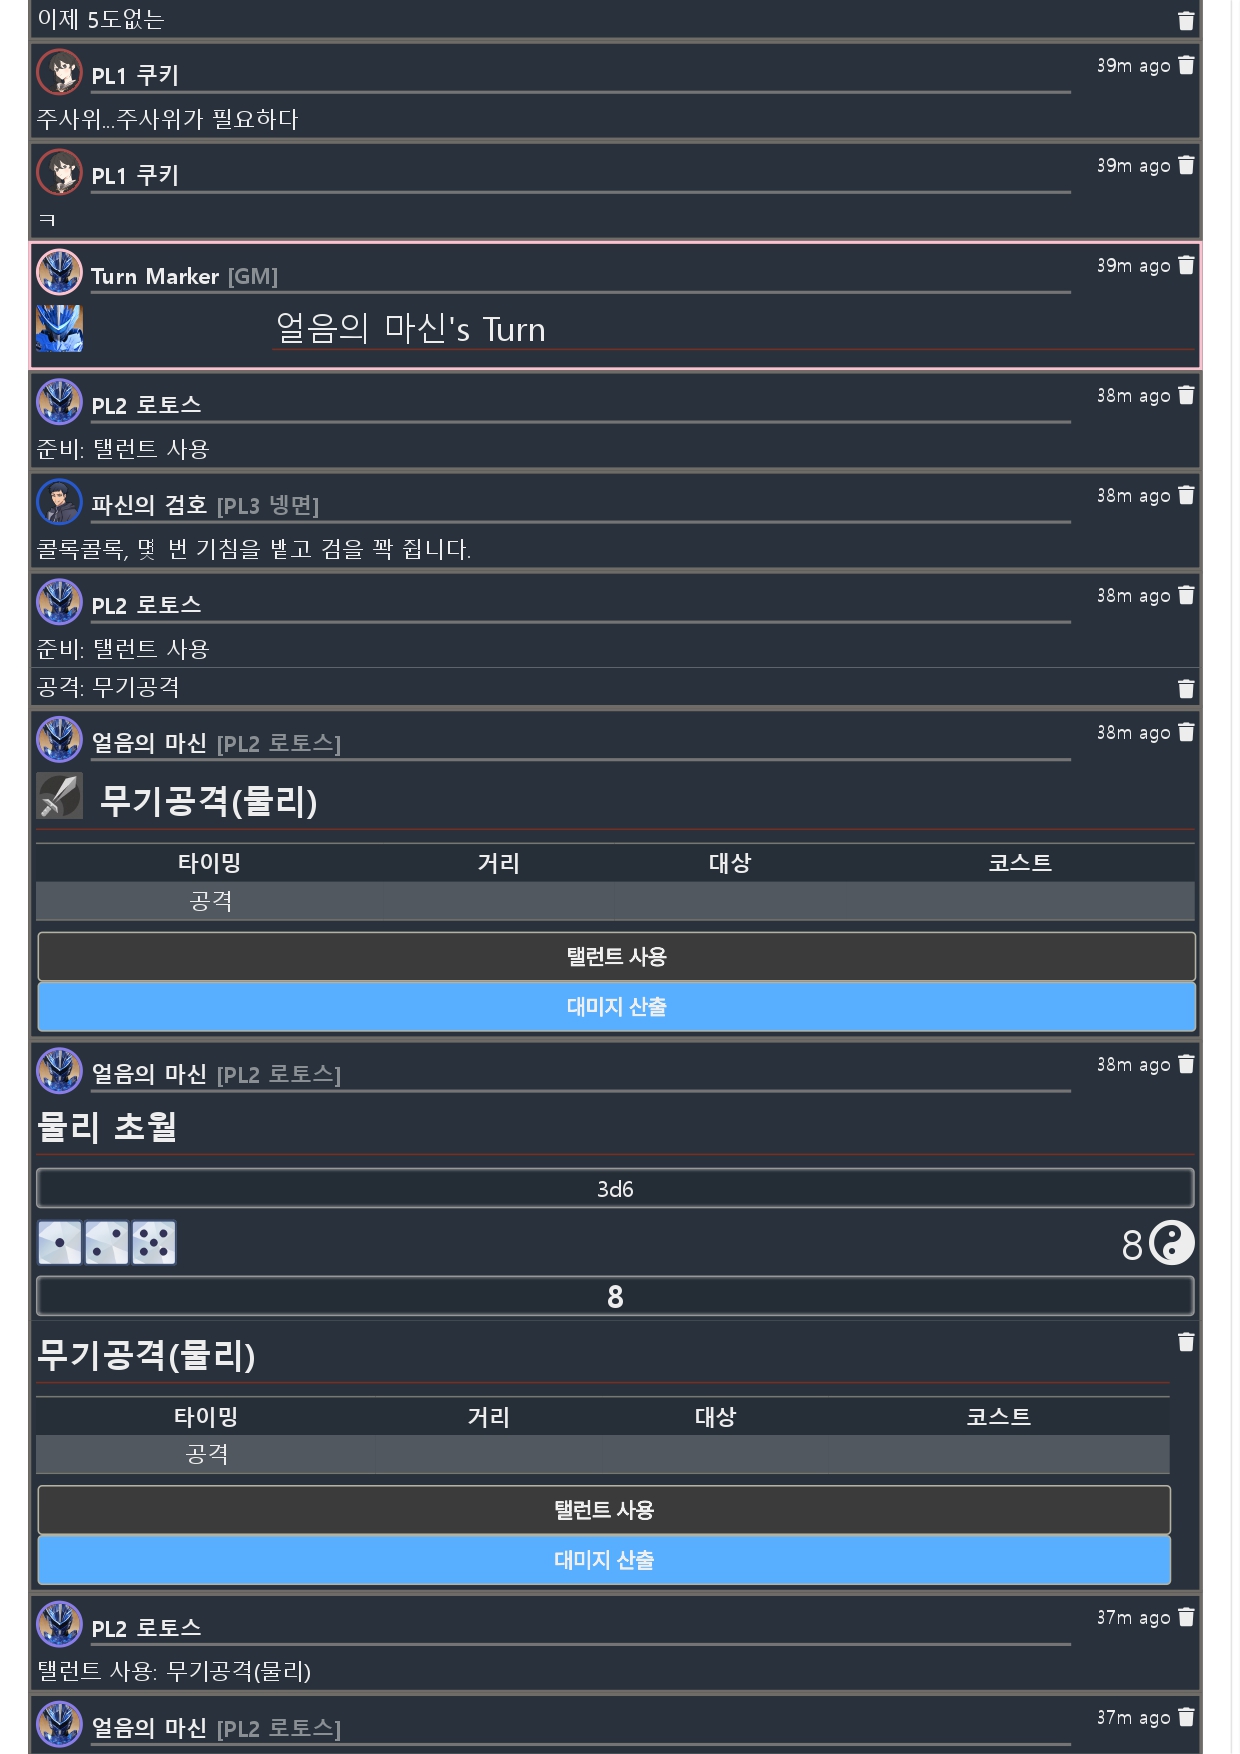 이제 5도없는
PL1 쿠키
39m ago
주사위...주사위가 필요하다
PL1 쿠키
39m ago
ㅋ
Turn Marker [GM]
39m ago
얼음의 마신's Turn
PL2 로토스
38m ago
준비: 탤런트 사용
파신의 검호 [PL3 넹면]
38m ago
콜록콜록, 몇 번 기침을 뱉고 검을 꽉 쥡니다.
PL2 로토스
38m ago
준비: 탤런트 사용
공격: 무기공격
얼음의 마신 [PL2 로토스]
38m ago
무기공격(물리)
타이밍 거리 대상 코스트
공격
탤런트 사용
대미지 산출
얼음의 마신 [PL2 로토스]
38m ago
물리 초월
3d6
8
8
무기공격(물리)
타이밍 거리 대상 코스트
공격
탤런트 사용
대미지 산출
PL2 로토스
37m ago
탤런트 사용: 무기공격(물리)
얼음의 마신 [PL2 로토스]
37m ago